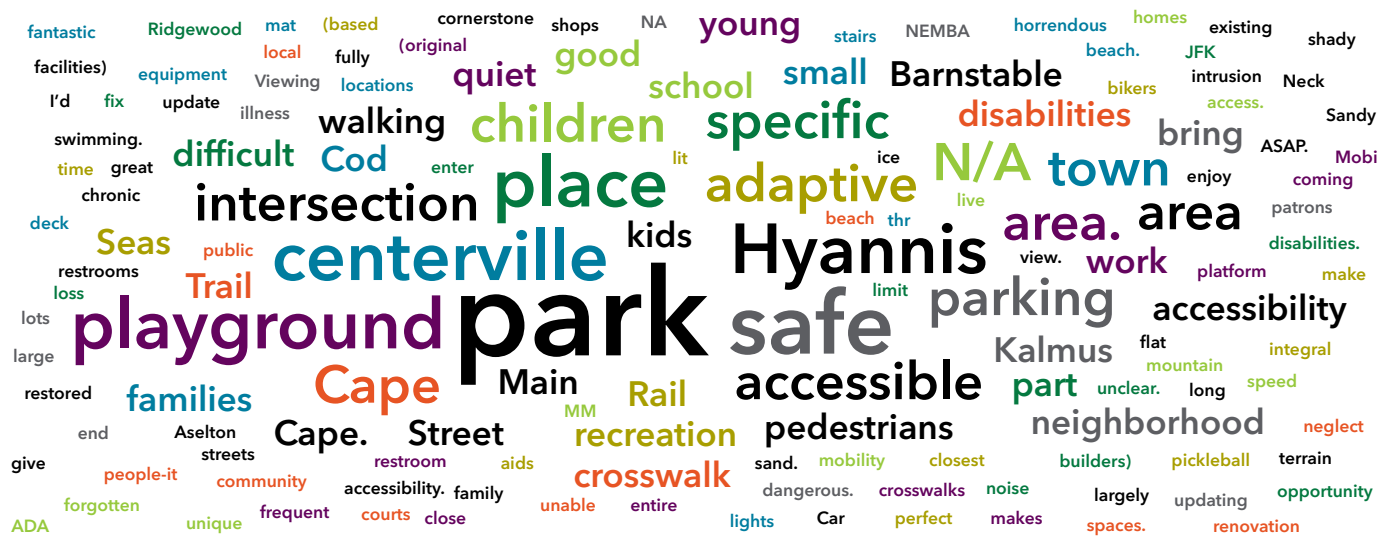 fantastic Ridgewood mat (based cornerstone shops NA young stairs NEMBA horrendous homes existing shady
local fully (original good beach. JFK
facilities) equipment Viewing locations quiet school small Barnstable bikers intrusion Neck
I'd fix update illness walking children specific disabilities access. Sandy
swimming. bring ASAP.
time great difficult Cod enter place lit adaptive ice N/A town enjoy Mobi
chronic intersection live coming
deck kids beach thr area. area patrons
Seas public centerville Hyannis view. work disabilities.
restrooms platform make
loss Trail limit parking accessibility
lots playground park safe
large Kalmus flat integral
restored families Cape Main Rail accessible part unclear. mountain long speed
MM
end Aselton Cape. Street recreation pedestrians neighborhood neglect
give streets restroom aids sand. mobility closest builders) pickleball terrain
people-it community accessibility. family crosswalk dangerous. crosswalks noise largely updating opportunity
forgotten frequent courts close unable entire
ADA unique lights Car perfect makes spaces. renovation